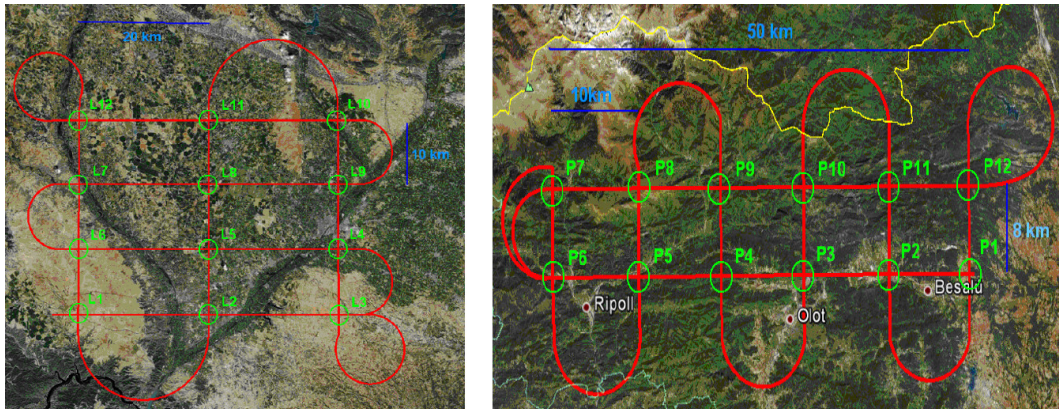 20 km
L12
L11
L10
10 km
L7
L8
L9
L6
L5
L4
L1
L2
L3
50 km
10km
P7
P8
P9
P10
P11
P12
8 km
P6
P5
P4
P3
P2
P1
Ripoll
Olot
Besalú